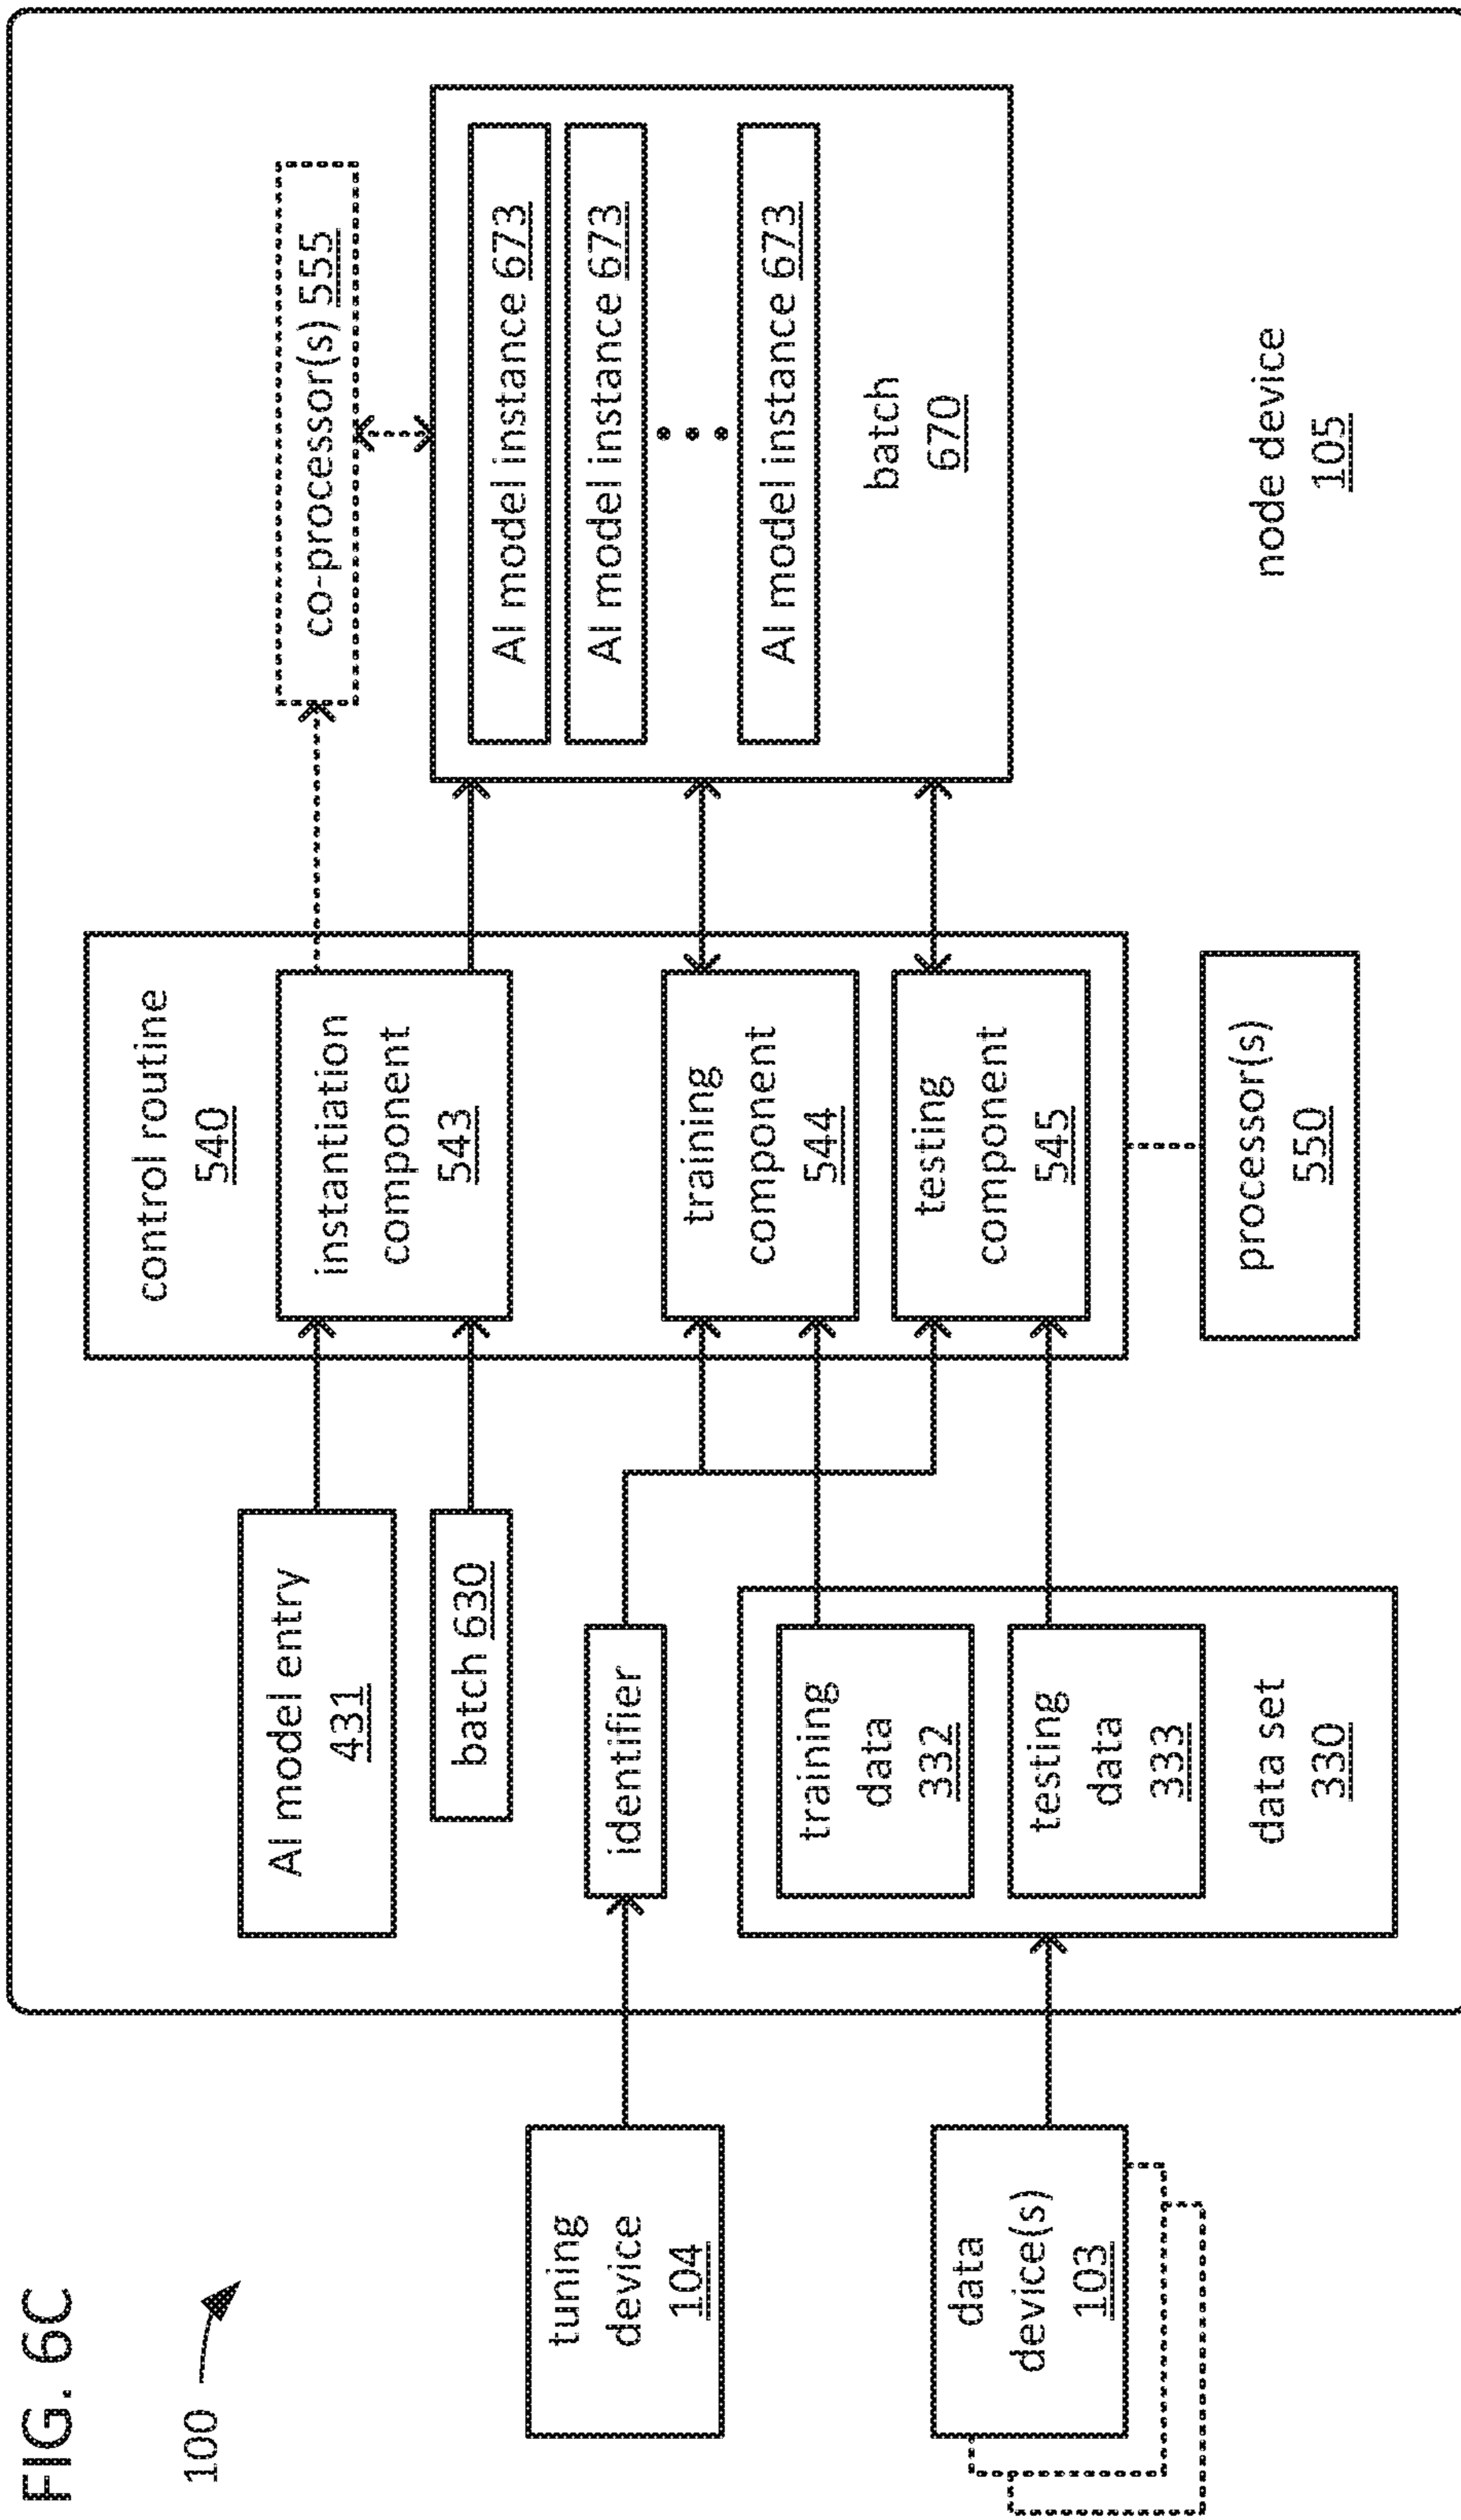 FIG. 6C
100
tuning
device
104
data
device(s)
103
AI model entry
431
batch 630
identifier
training
data
332
testing
data
333
data set
330
control routine
540
instantiation
component
543
training
component
544
testing
component
545
processor(s)
550
co-processor(s) 555
AI model instance 673
AI model instance 673
AI model instance 673
batch
670
node device
105